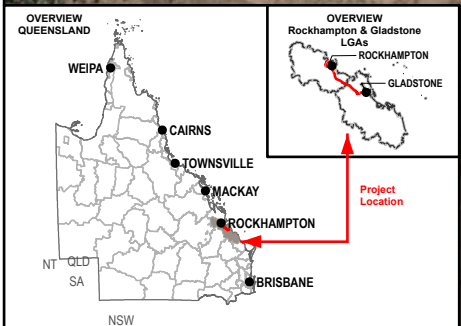 OVERVIEW
QUEENSLAND
WEIPA
CAIRNS
TOWNSVILLE
MACKAY
ROCKHAMPTON
BRISBANE
NT
QLD
SA
NSW
OVERVIEW
Rockhampton & Gladstone
LGAs
ROCKHAMPTON
GLADSTONE
Project
Location